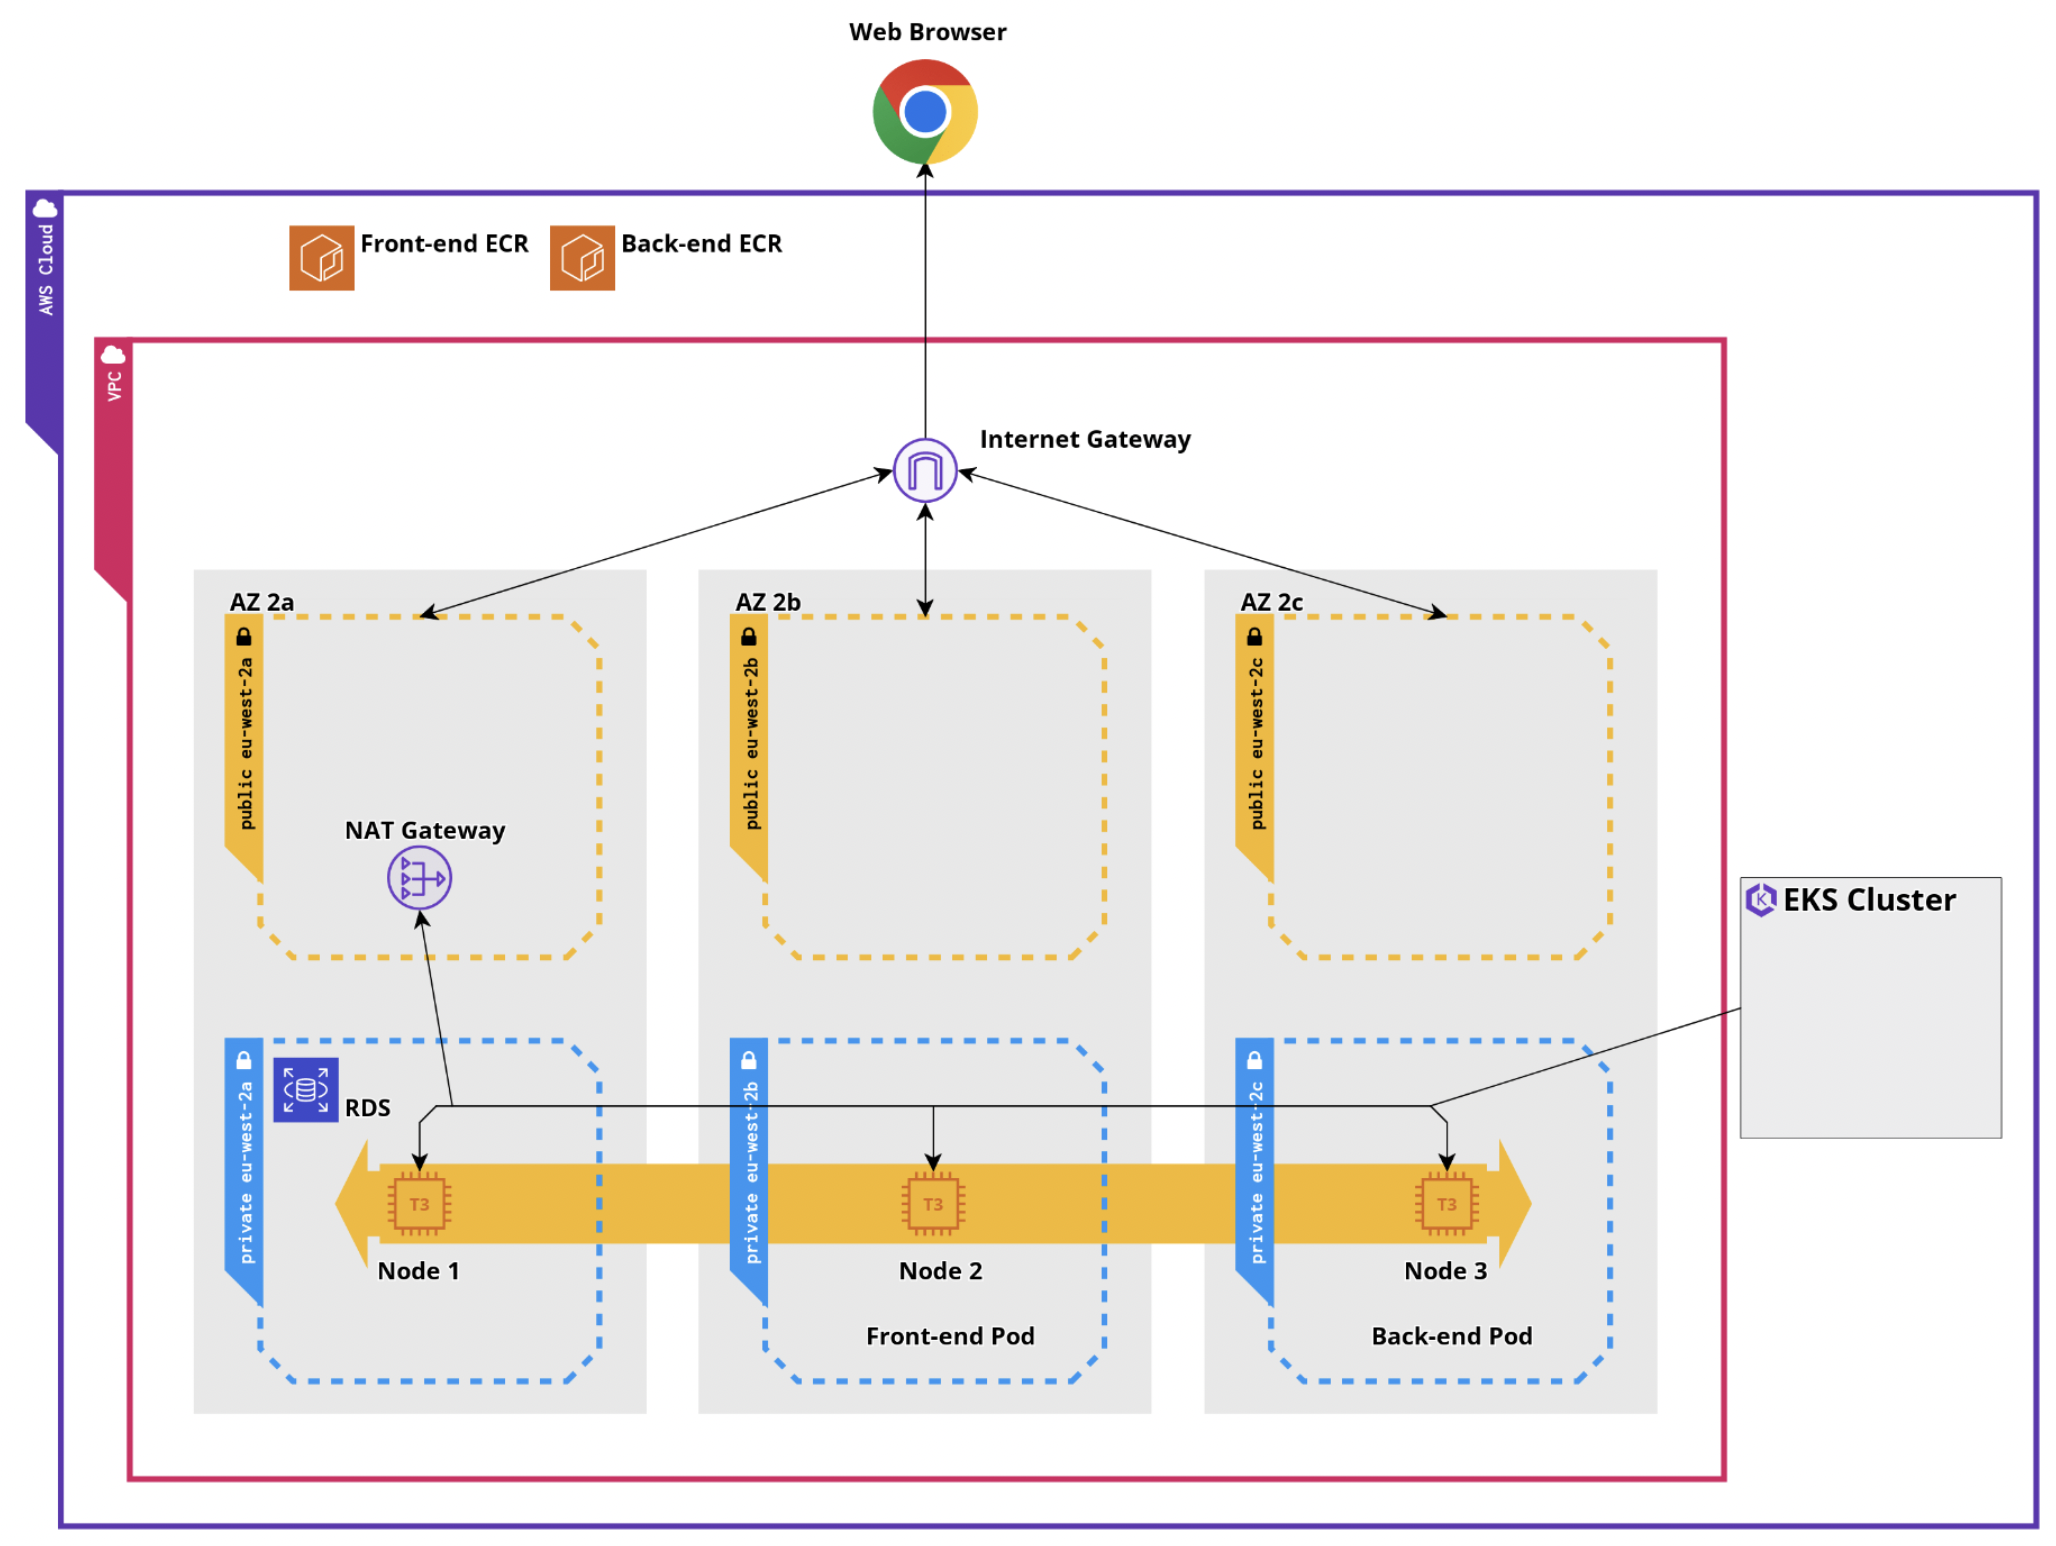 Web Browser
AWS Cloud
Front-end ECR
Back-end ECR
VPC
Internet Gateway
AZ 2a
AZ 2b
AZ 2c
public eu-west-2a
public eu-west-2b
public eu-west-2c
NAT Gateway
K
EKS Cluster
private eu-west-2a
private eu-west-2b
private eu-west-2c
RDS
T3
T3
T3
Node 1
Node 2
Node 3
Front-end Pod
Back-end Pod